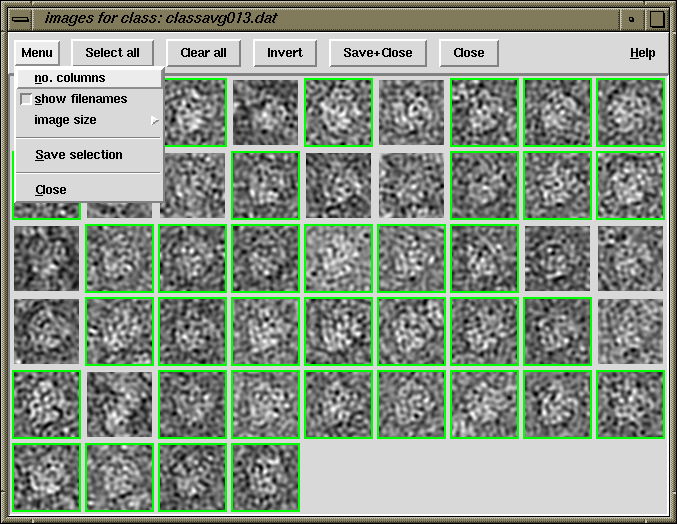 images for class: classavg013.dat
Menu Select all Clear all Invert Save+Close Close Help
no. columns
show filenames
image size
Save selection
Close